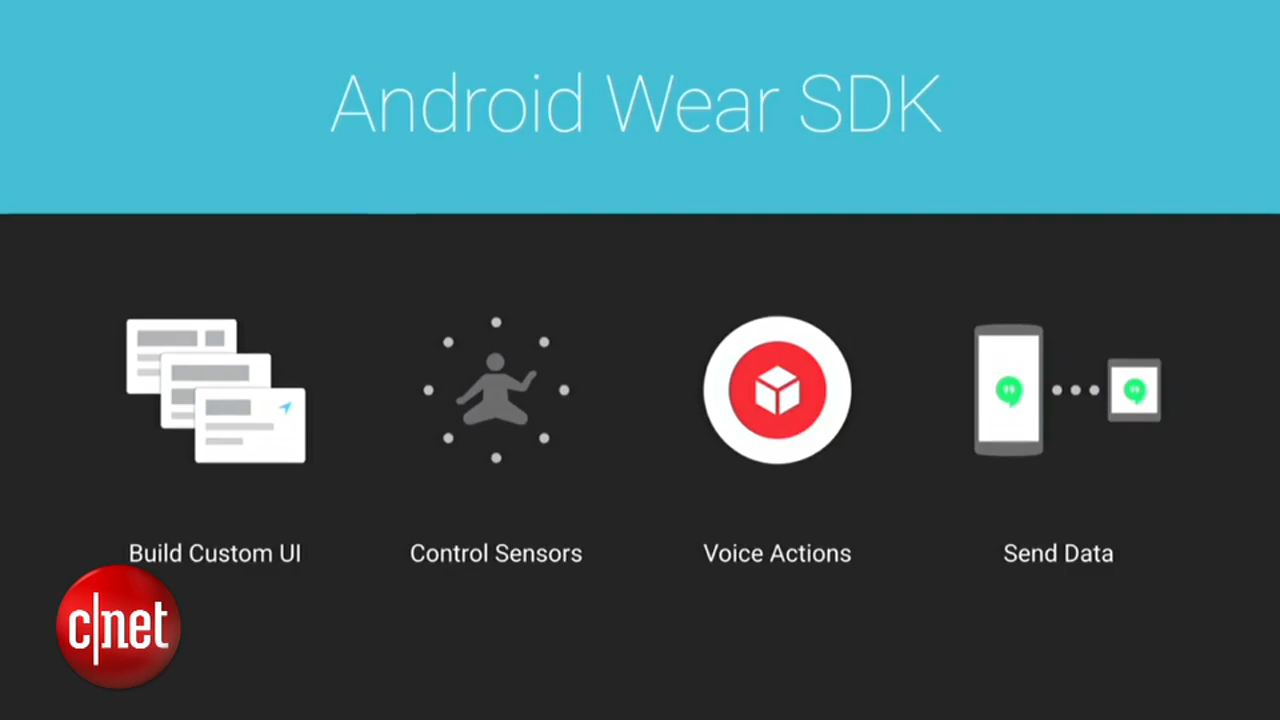 Android Wear SDK
Build Custom UI
Control Sensors
Voice Actions
Send Data
c|net